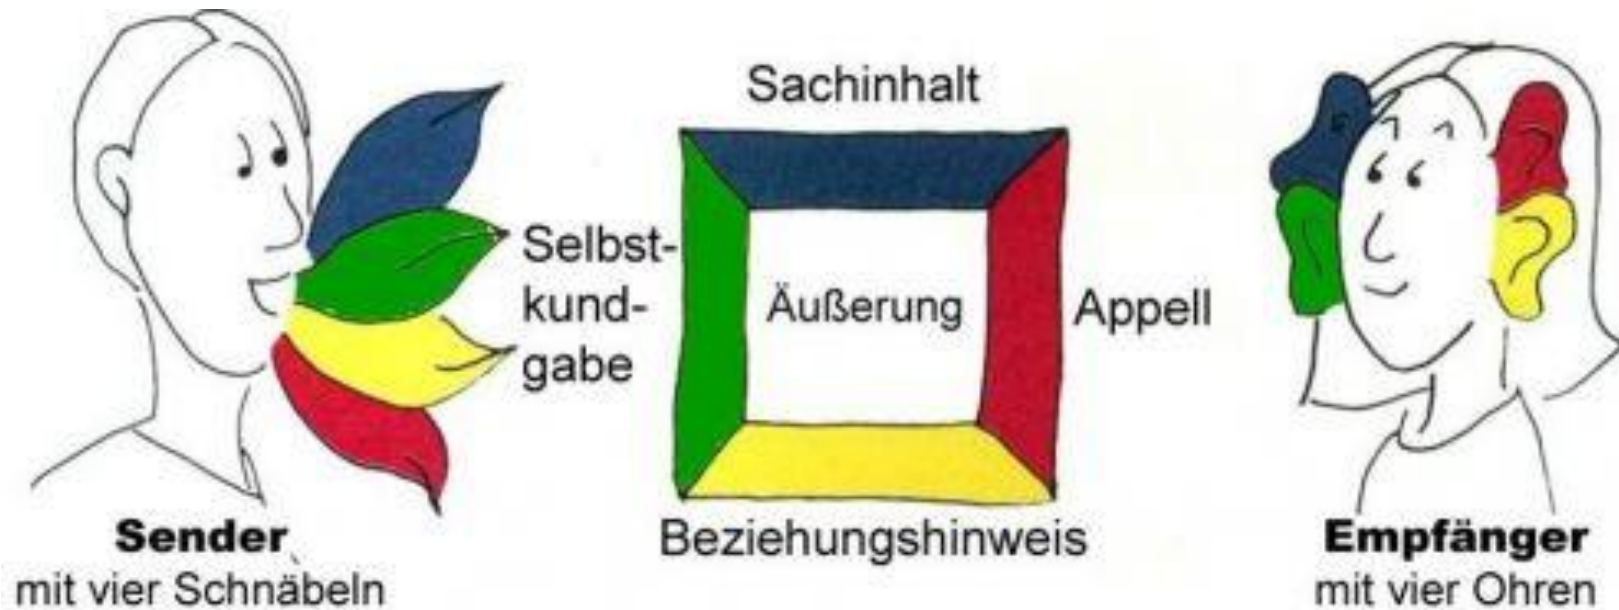 Sachinhalt
Selbst-
kund-
gabe
Äußerung
Appell
Beziehungshinweis
Sender
mit vier Schnäbeln
Empfänger
mit vier Ohren